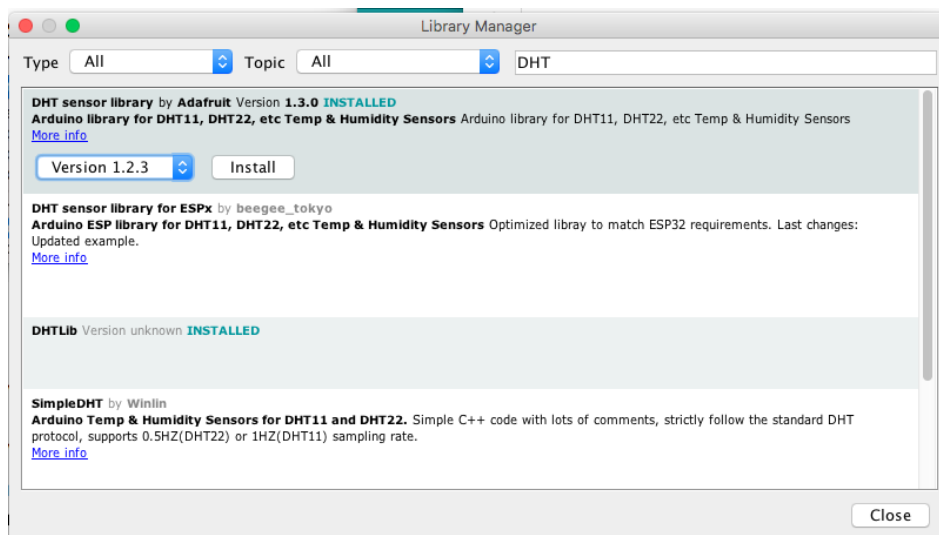 Library Manager
Type All Topic All DHT
DHT sensor library by Adafruit Version 1.3.0 INSTALLED
Arduino library for DHT11, DHT22, etc Temp & Humidity Sensors Arduino library for DHT11, DHT22, etc Temp & Humidity Sensors
More info
Version 1.2.3 Install
DHT sensor library for ESPx by beegee_tokyo
Arduino ESP library for DHT11, DHT22, etc Temp & Humidity Sensors Optimized libray to match ESP32 requirements. Last changes:
Updated example.
More info
DHTLib Version unknown INSTALLED
SimpleDHT by Winlin
Arduino Temp & Humidity Sensors for DHT11 and DHT22. Simple C++ code with lots of comments, strictly follow the standard DHT
protocol, supports 0.5HZ(DHT22) or 1HZ(DHT11) sampling rate.
More info
Close